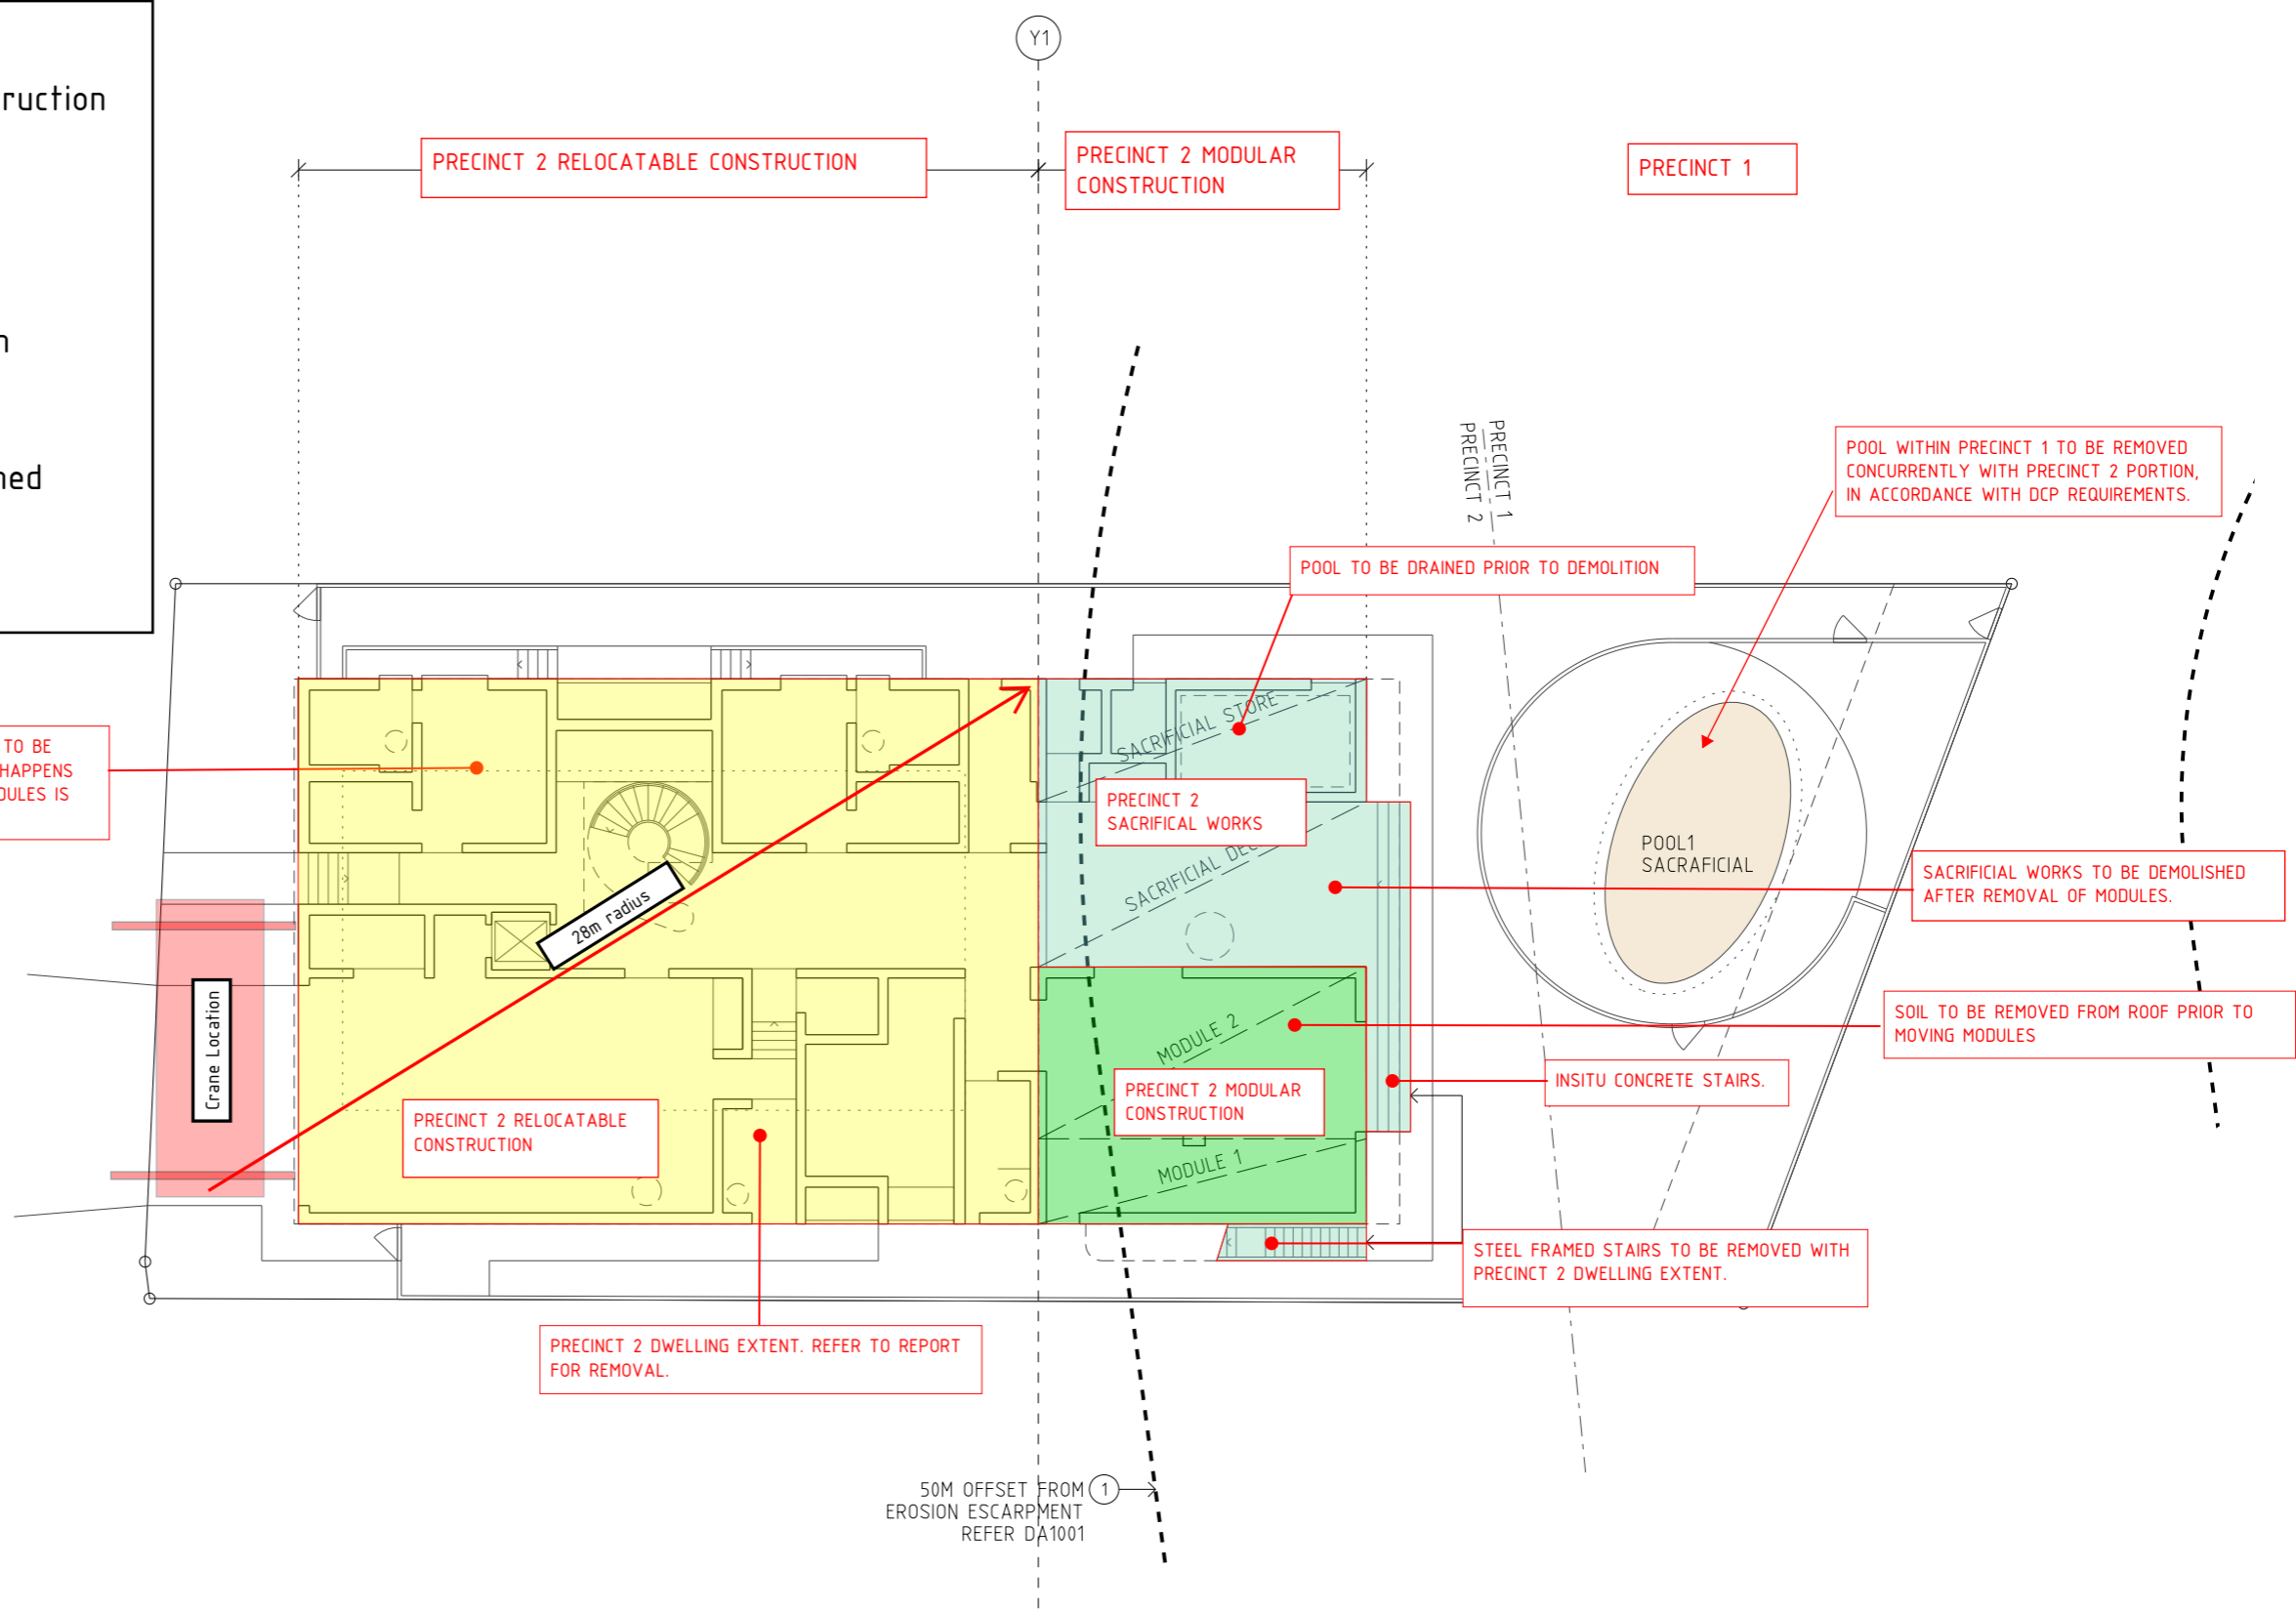 Y1
ruction
PRECINCT 2 RELOCATABLE CONSTRUCTION
PRECINCT 2 MODULAR
CONSTRUCTION
PRECINCT 1
PRECINCT 1
PRECINCT 2
POOL WITHIN PRECINCT 1 TO BE REMOVED
CONCURRENTLY WITH PRECINCT 2 PORTION,
IN ACCORDANCE WITH DCP REQUIREMENTS.
ned
POOL TO BE DRAINED PRIOR TO DEMOLITION
SACRIFICIAL STORE
TO BE
HAPPENS
DULES IS
PRECINCT 2
SACRIFICAL WORKS
SACRIFICIAL DEC
POOL1
SACRAFICIAL
SACRIFICIAL WORKS TO BE DEMOLISHED
AFTER REMOVAL OF MODULES.
28m radius
Crane Location
SOIL TO BE REMOVED FROM ROOF PRIOR TO
MOVING MODULES
MODULE 2
INSITU CONCRETE STAIRS.
PRECINCT 2 MODULAR
CONSTRUCTION
PRECINCT 2 RELOCATABLE
CONSTRUCTION
MODULE 1
STEEL FRAMED STAIRS TO BE REMOVED WITH
PRECINCT 2 DWELLING EXTENT.
PRECINCT 2 DWELLING EXTENT. REFER TO REPORT
FOR REMOVAL.
50M OFFSET FROM 1
EROSION ESCARPMENT
REFER DA1001